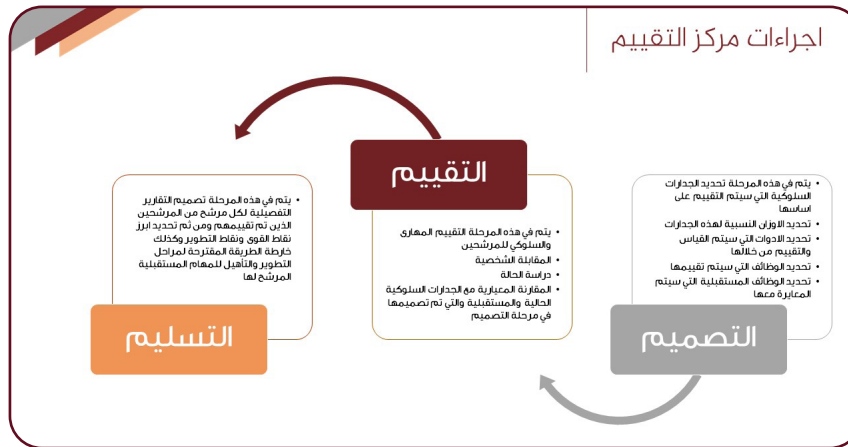 اجراءات مركز التقييم
• يتم في هذه المرحلة تحديد الجدارات
السلوكية التي سيتم التقييم على
اساسها
• تحديد الاوزان النسبية لهذه الجدارات
• تحديد الادوات التي سيتم القياس
والتقييم من خلالها
• تحديد الوظائف التي سيتم تقييمها
• تحديد الوظائف المستقبلية التي سيتم
المعايرة معها
التصميم
التقييم
• يتم في هذه المرحلة التقييم المهاري
والسلوكي للمرشحين
• المقابلة الشخصية
• دراسة الحالة
• المقارنة المعيارية مع الجدارات السلوكية
الحالية والمستقبلية والتي تم تصميمها
في مرحلة التصميم
• يتم في هذه المرحلة تصميم التقارير
التفصيلية لكل مرشح من المرشحين
الذين تم تقييمهم ومن ثم تحديد ابرز
نقاط القوى ونقاط التطوير وكذلك
خارطة الطريقة المقترحة لمراحل
التطوير والتأهيل للمهام المستقبلية
المرشح لها
التسليم